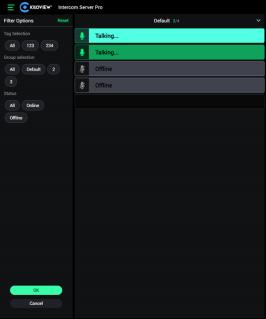 KILOVIEW Intercom Server Pro
Filter Options Reset
Tag Selection
All 123 234
Group selection
All Default 2
3
Status
All Online
Offline
OK
Cancel
Default 2/4
Talking...
Talking...
Offline
Offline